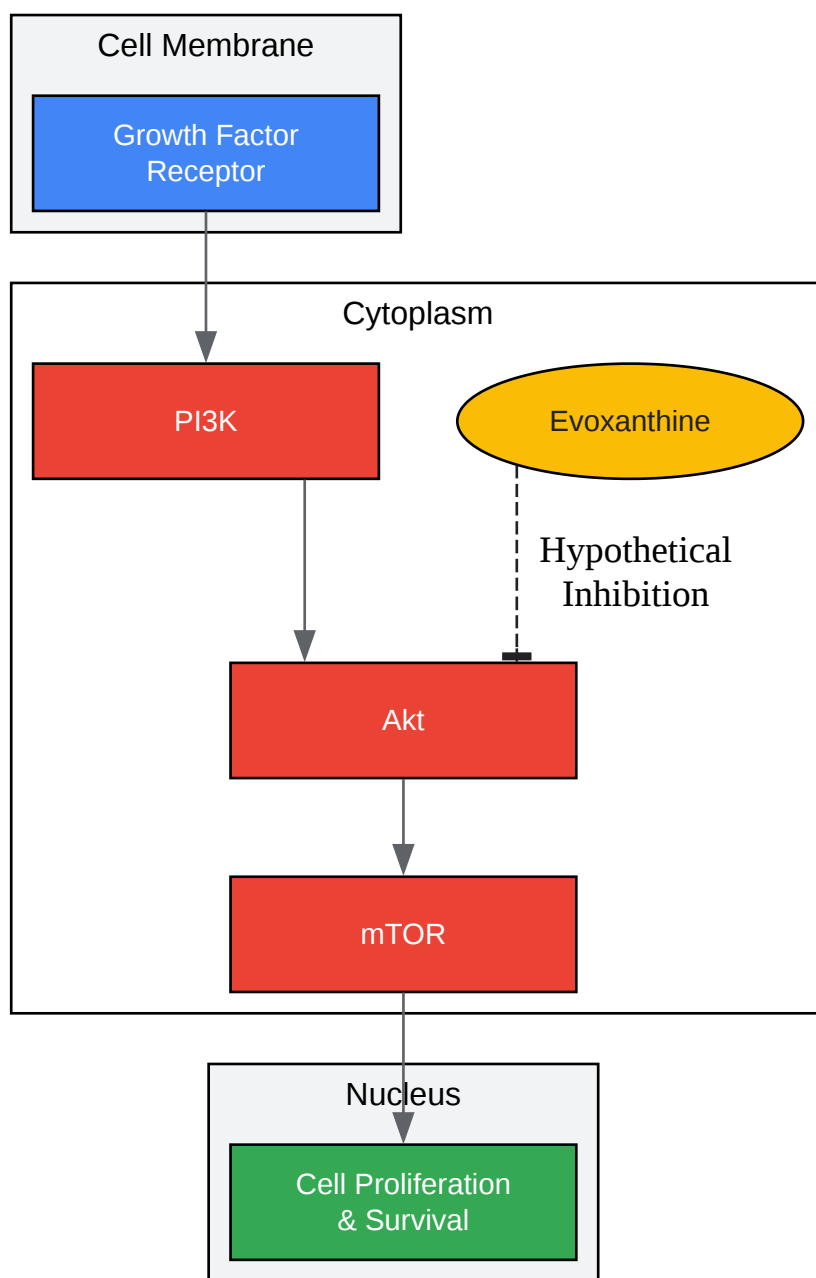 Cell Membrane
Growth Factor
Receptor
Cytoplasm
PI3K
Evoxanthine
Hypothetical
Inhibition
Akt
mTOR
Nucleus
Cell Proliferation
& Survival